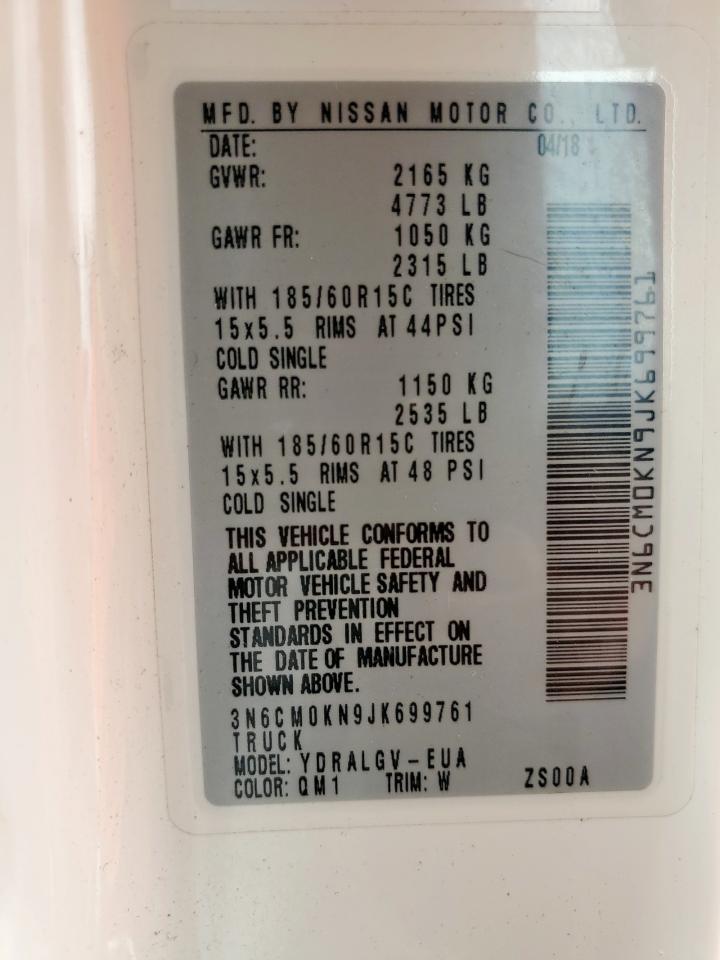 MFD. BY NISSAN MOTOR CO., LTD.
DATE: 04/18
GVWR: 2165 KG
4773 LB
GAWR FR: 1050 KG
2315 LB
WITH 185/60R15C TIRES
15x5.5 RIMS AT 44PSI
COLD SINGLE
GAWR RR: 1150 KG
2535 LB
WITH 185/60R15C TIRES
15x5.5 RIMS AT 48 PSI
COLD SINGLE
THIS VEHICLE CONFORMS TO
ALL APPLICABLE FEDERAL
MOTOR VEHICLE SAFETY AND
THEFT PREVENTION
STANDARDS IN EFFECT ON
THE DATE OF MANUFACTURE
SHOWN ABOVE.
3N6CM0KN9JK699761
TRUCK
MODEL: YDRALGV-EUA
COLOR: QM1 TRIM: W ZS00A
3N6CM0KN9JK699761